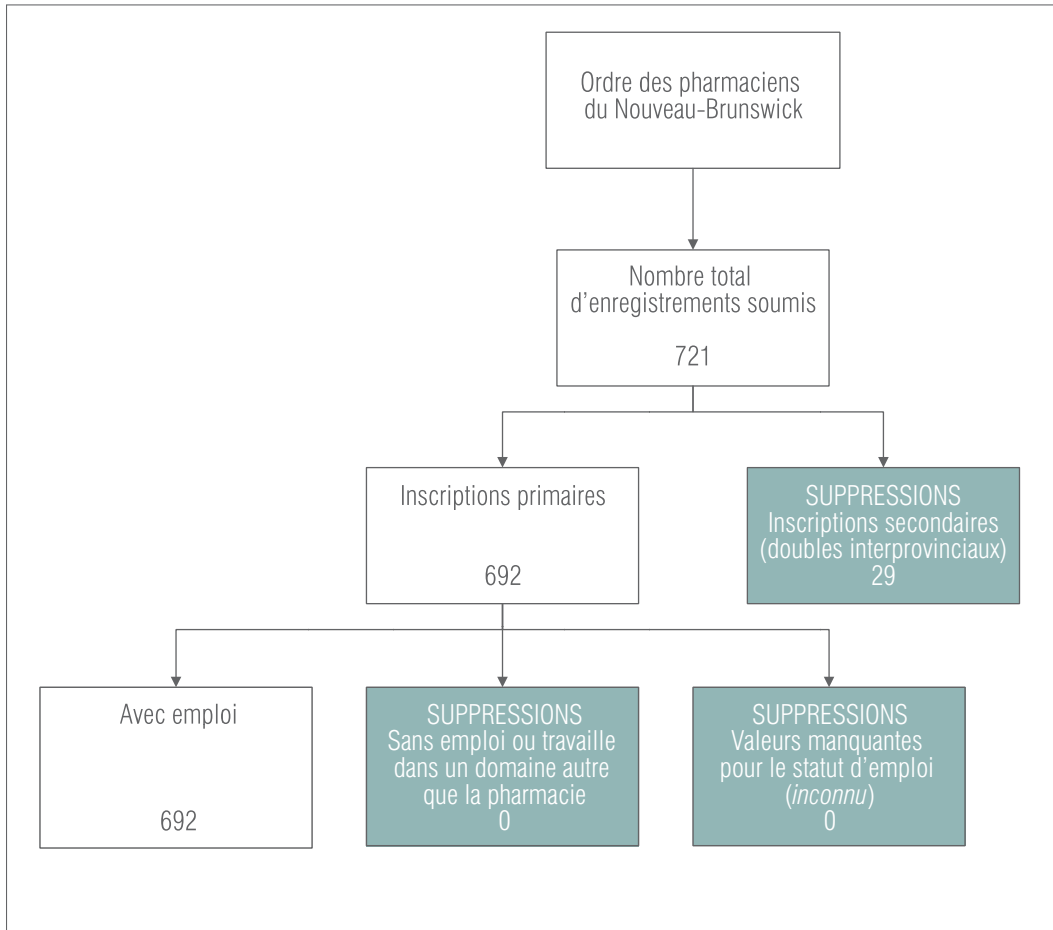 Ordre des pharmaciens
du Nouveau-Brunswick
Nombre total
d'enregistrements soumis
721
Inscriptions primaires
692
SUPPRESSIONS
Inscriptions secondaires
(doubles interprovinciaux)
29
Avec emploi
692
SUPPRESSIONS
Sans emploi ou travaille
dans un domaine autre
que la pharmacie
0
SUPPRESSIONS
Valeurs manquantes
pour le statut d'emploi
(inconnu)
0